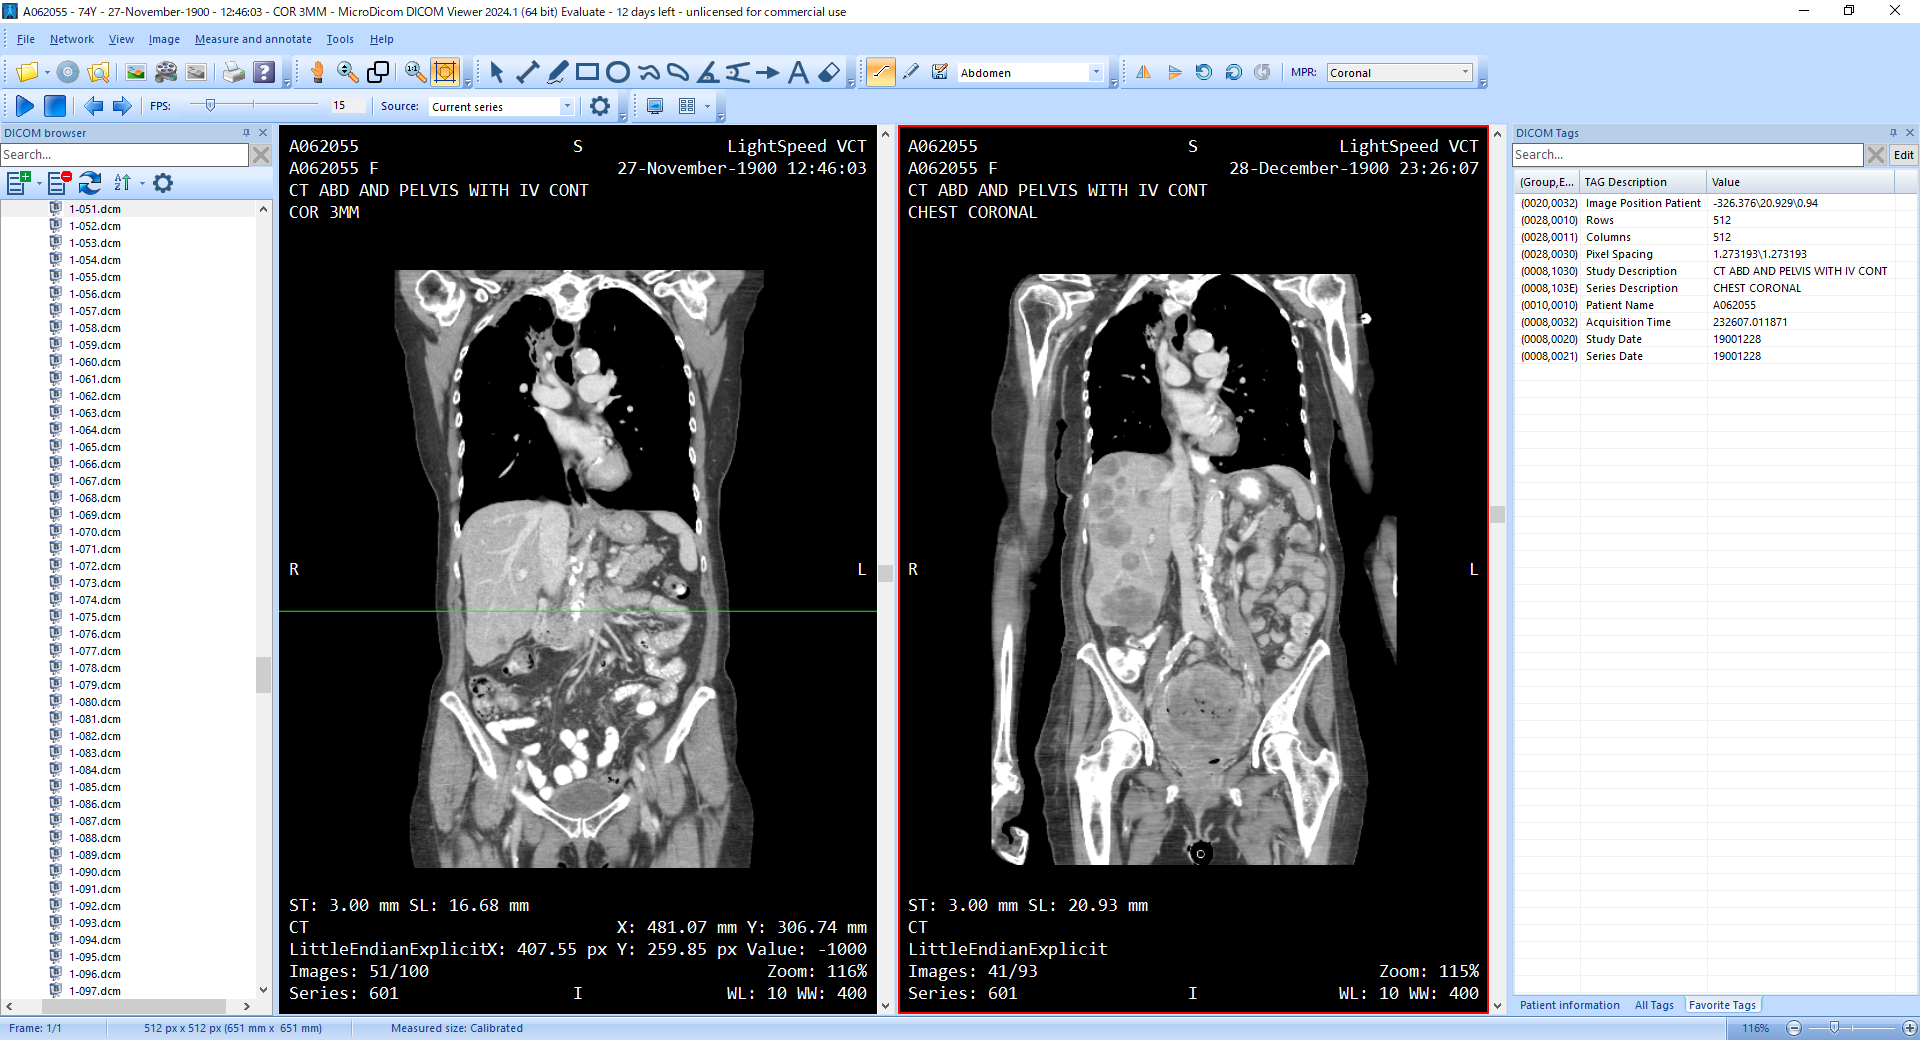 A062055 - 74Y - 27-November-1900 - 12:46:03 - COR 3MM - MicroDicom DICOM Viewer 2024.1 (64 bit) Evaluate - 12 days left - unlicensed for commercial use
File Network View Image Measure and annotate Tools Help
1:1 Abdomen MPR: Coronal
FPS: 15 Source: Current series
DICOM browser
Search...
1-051.dcm
1-052.dcm
1-053.dcm
1-054.dcm
1-055.dcm
1-056.dcm
1-057.dcm
1-058.dcm
1-059.dcm
1-060.dcm
1-061.dcm
1-062.dcm
1-063.dcm
1-064.dcm
1-065.dcm
1-066.dcm
1-067.dcm
1-068.dcm
1-069.dcm
1-070.dcm
1-071.dcm
1-072.dcm
1-073.dcm
1-074.dcm
1-075.dcm
1-076.dcm
1-077.dcm
1-078.dcm
1-079.dcm
1-080.dcm
1-081.dcm
1-082.dcm
1-083.dcm
1-084.dcm
1-085.dcm
1-086.dcm
1-087.dcm
1-088.dcm
1-089.dcm
1-090.dcm
1-091.dcm
1-092.dcm
1-093.dcm
1-094.dcm
1-095.dcm
1-096.dcm
1-097.dcm
A062055 S LightSpeed VCT
A062055 F 27-November-1900 12:46:03
CT ABD AND PELVIS WITH IV CONT
COR 3MM
R L
ST: 3.00 mm SL: 16.68 mm
CT X: 481.07 mm Y: 306.74 mm
LittleEndianExplicitX: 407.55 px Y: 259.85 px Value: -1000
Images: 51/100 Zoom: 116%
Series: 601 I WL: 10 WW: 400
A062055 S LightSpeed VCT
A062055 F 28-December-1900 23:26:07
CT ABD AND PELVIS WITH IV CONT
CHEST CORONAL
R L
ST: 3.00 mm SL: 20.93 mm
CT
LittleEndianExplicit
Images: 41/93 Zoom: 115%
Series: 601 I WL: 10 WW: 400
DICOM Tags
Search... Edit
(Group,E... TAG Description Value
(0020,0032) Image Position Patient -326.376\20.929\0.94
(0028,0010) Rows 512
(0028,0011) Columns 512
(0028,0030) Pixel Spacing 1.273193\1.273193
(0008,1030) Study Description CT ABD AND PELVIS WITH IV CONT
(0008,103E) Series Description CHEST CORONAL
(0010,0010) Patient Name A062055
(0008,0032) Acquisition Time 232607.011871
(0008,0020) Study Date 19001228
(0008,0021) Series Date 19001228
Patient information All Tags Favorite Tags
Frame: 1/1 512 px x 512 px (651 mm x 651 mm) Measured size: Calibrated 116%